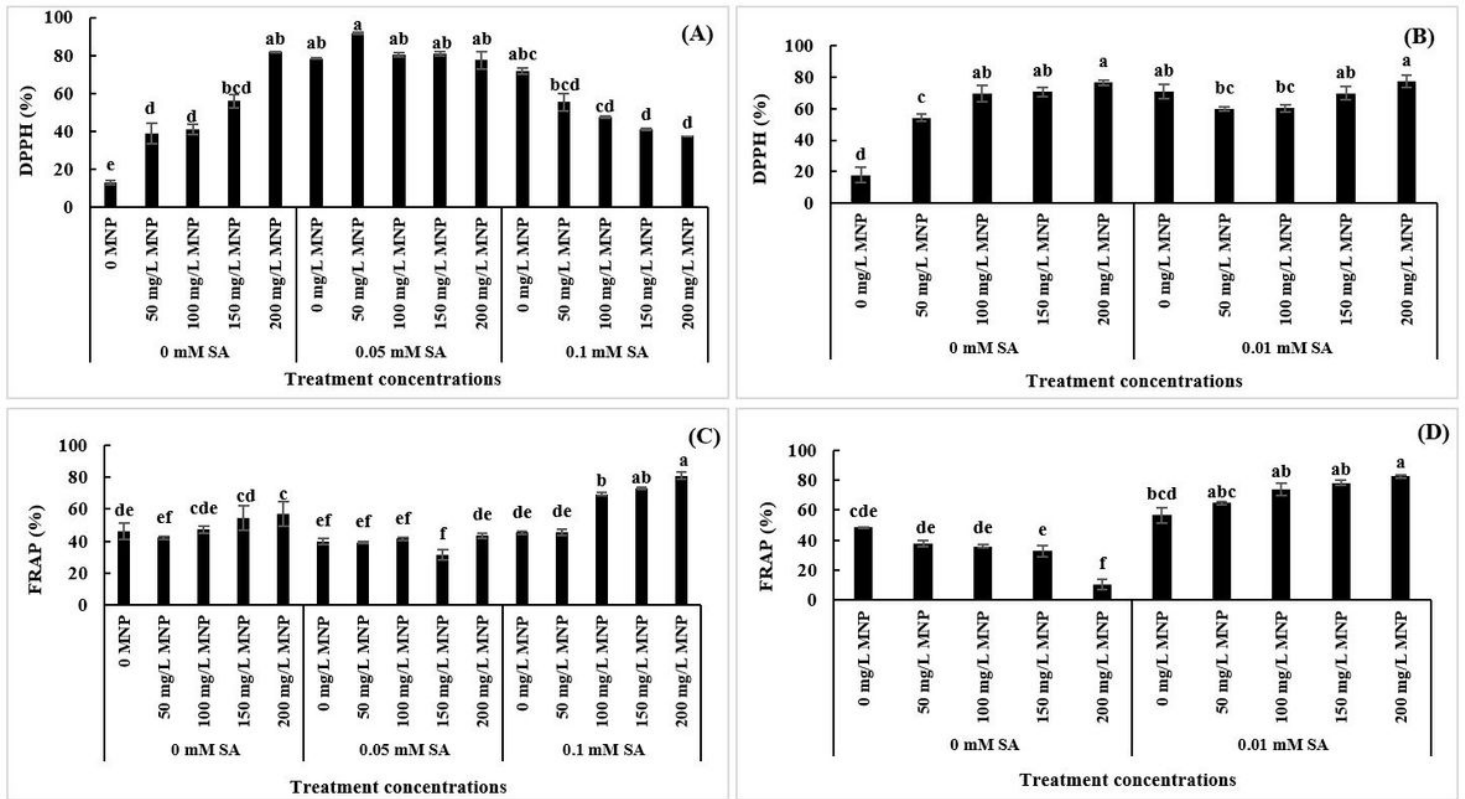 (A)
DPPH (%)
100
80
60
40
20
0
e
d
d
bcd
ab
ab
a
ab
ab
ab
abc
bcd
cd
d
d
0 MNP
50 mg/L MNP
100 mg/L MNP
150 mg/L MNP
200 mg/L MNP
0 mg/L MNP
50 mg/L MNP
100 mg/L MNP
150 mg/L MNP
200 mg/L MNP
0 mg/L MNP
50 mg/L MNP
100 mg/L MNP
150 mg/L MNP
200 mg/L MNP
0 mM SA
0.05 mM SA
0.1 mM SA
Treatment concentrations
(B)
DPPH (%)
100
80
60
40
20
0
d
c
ab
ab
a
ab
bc
bc
ab
a
0 mg/L MNP
50 mg/L MNP
100 mg/L MNP
150 mg/L MNP
200 mg/L MNP
0 mg/L MNP
50 mg/L MNP
100 mg/L MNP
150 mg/L MNP
200 mg/L MNP
0 mM SA
0.01 mM SA
Treatment concentrations
(C)
FRAP (%)
100
80
60
40
20
0
de
ef
cde
cd
c
ef
ef
ef
f
de
de
de
b
ab
a
0 MNP
50 mg/L MNP
100 mg/L MNP
150 mg/L MNP
200 mg/L MNP
0 mg/L MNP
50 mg/L MNP
100 mg/L MNP
150 mg/L MNP
200 mg/L MNP
0 mg/L MNP
50 mg/L MNP
100 mg/L MNP
150 mg/L MNP
200 mg/L MNP
0 mM SA
0.05 mM SA
0.1 mM SA
Treatment concentrations
(D)
FRAP (%)
100
80
60
40
20
0
cde
de
de
e
f
bcd
abc
ab
ab
a
0 mg/L MNP
50 mg/L MNP
100 mg/L MNP
150 mg/L MNP
200 mg/L MNP
0 mg/L MNP
50 mg/L MNP
100 mg/L MNP
150 mg/L MNP
200 mg/L MNP
0 mM SA
0.01 mM SA
Treatment concentrations